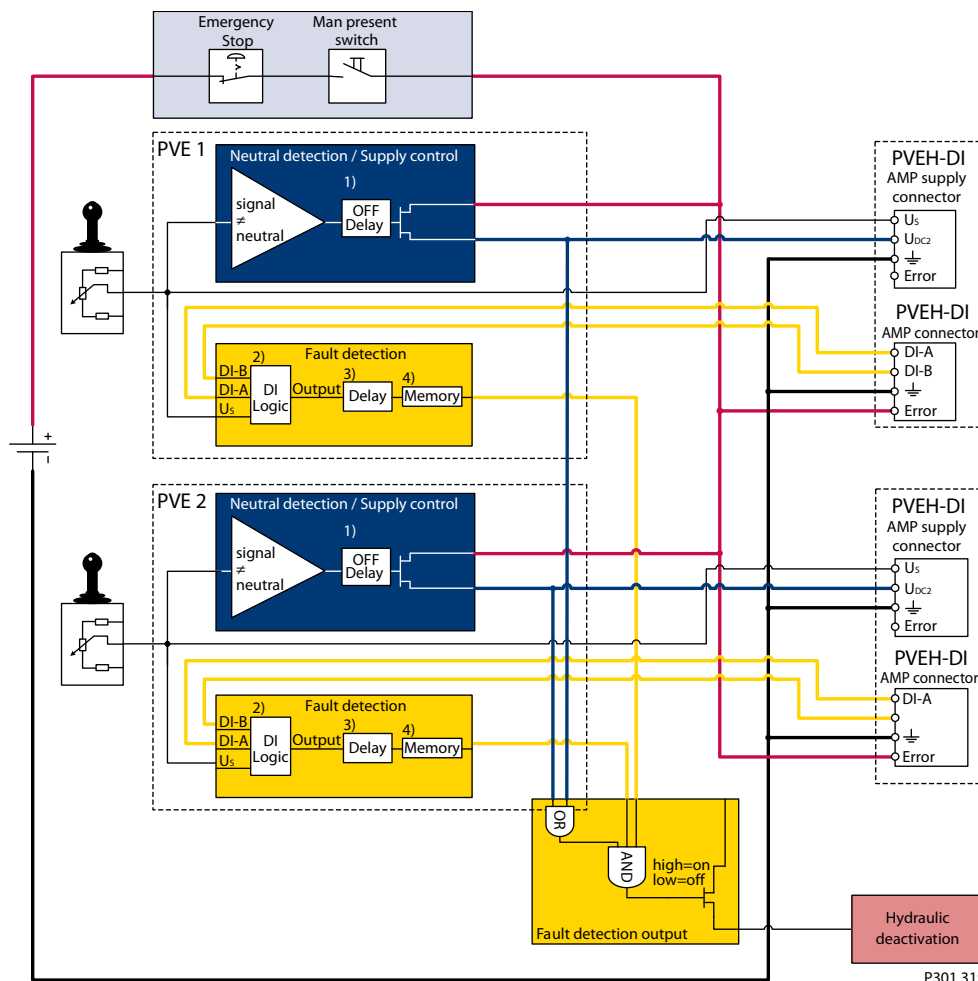 Emergency
Stop
Man present
switch
PVE 1
Neutral detection / Supply control
1)
signal
≠
neutral
OFF
Delay
PVEH-DI
AMP supply
connector
Us
UDC2
Error
Fault detection
DI-B
DI-A
Us
2)
DI
Logic
Output
3)
Delay
4)
Memory
PVEH-DI
AMP connector
DI-A
DI-B
Error
+
–
PVE 2
Neutral detection / Supply control
1)
signal
≠
neutral
OFF
Delay
PVEH-DI
AMP supply
connector
Us
UDC2
Error
Fault detection
DI-B
DI-A
Us
2)
DI
Logic
Output
3)
Delay
4)
Memory
PVEH-DI
AMP connector
DI-A
Error
OR
AND
high=on
low=off
Fault detection output
Hydraulic
deactivation
P301 31